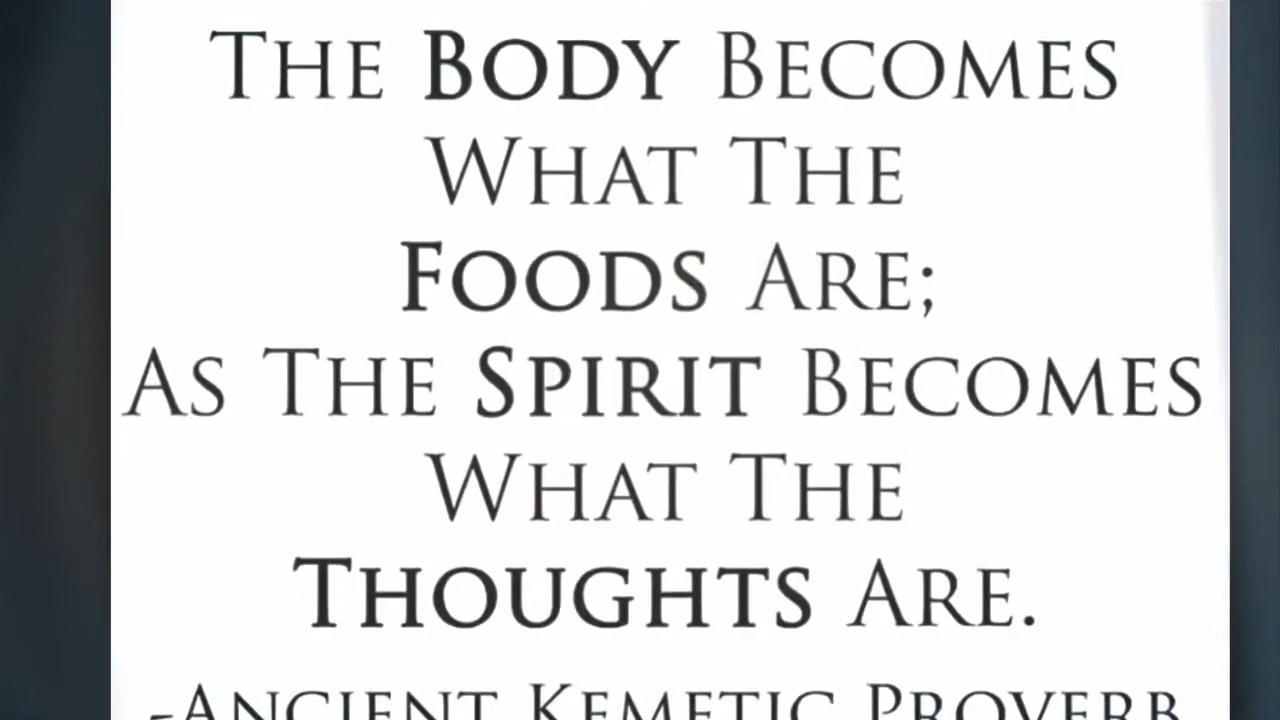 The Body Becomes
What The
Foods Are;
As The Spirit Becomes
What The
Thoughts Are.
-Ancient Kemetic Proverb